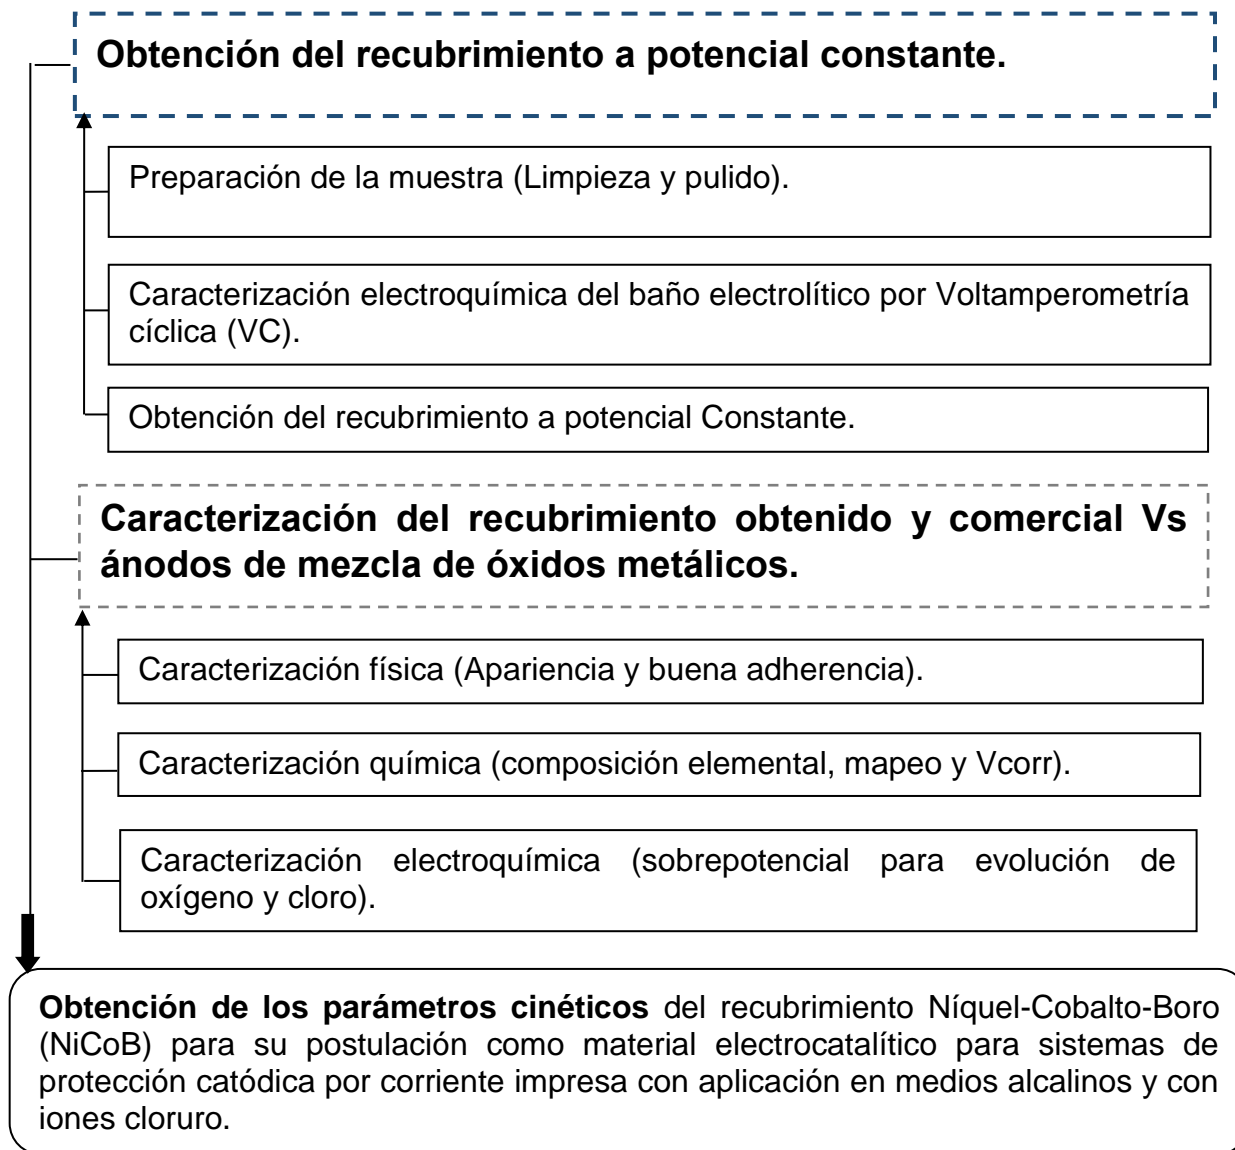 Obtención del recubrimiento a potencial constante.
Preparación de la muestra (Limpieza y pulido).
Caracterización electroquímica del baño electrolítico por Voltamperometría
cíclica (VC).
Obtención del recubrimiento a potencial Constante.
Caracterización del recubrimiento obtenido y comercial Vs
ánodos de mezcla de óxidos metálicos.
Caracterización física (Apariencia y buena adherencia).
Caracterización química (composición elemental, mapeo y Vcorr).
Caracterización electroquímica (sobrepotencial para evolución de
oxígeno y cloro).
Obtención de los parámetros cinéticos del recubrimiento Níquel-Cobalto-Boro
(NiCoB) para su postulación como material electrocatalítico para sistemas de
protección catódica por corriente impresa con aplicación en medios alcalinos y con
iones cloruro.